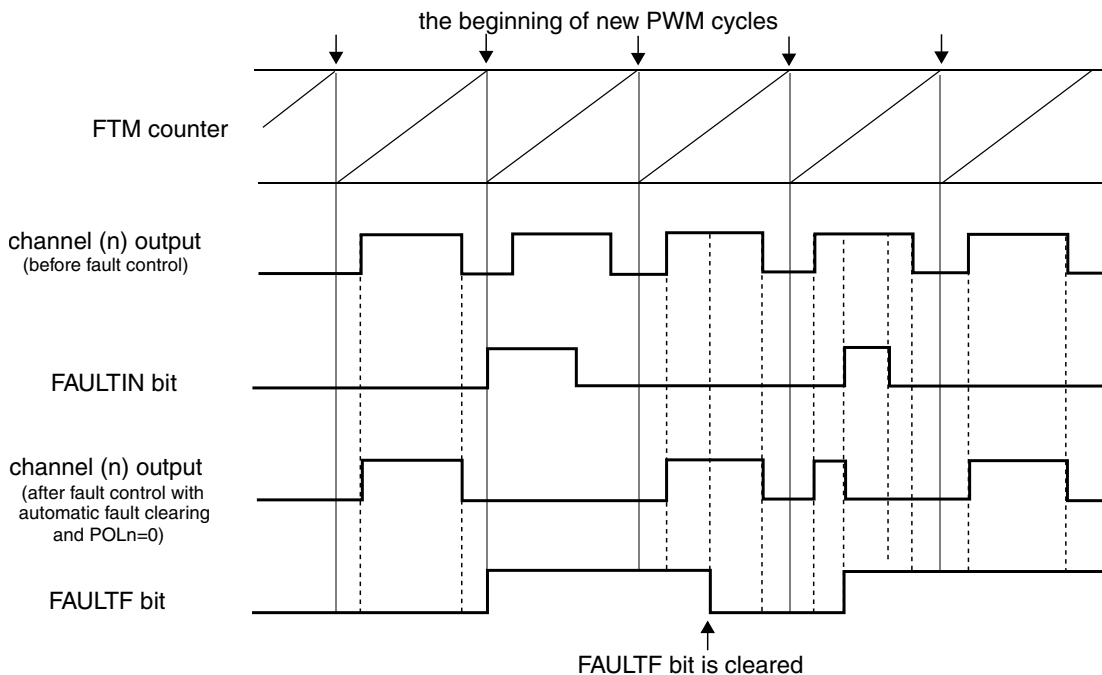 the beginning of new PWM cycles
FTM counter
channel (n) output
(before fault control)
FAULTIN bit
channel (n) output
(after fault control with
automatic fault clearing
and POLn=0)
FAULTF bit
FAULTF bit is cleared